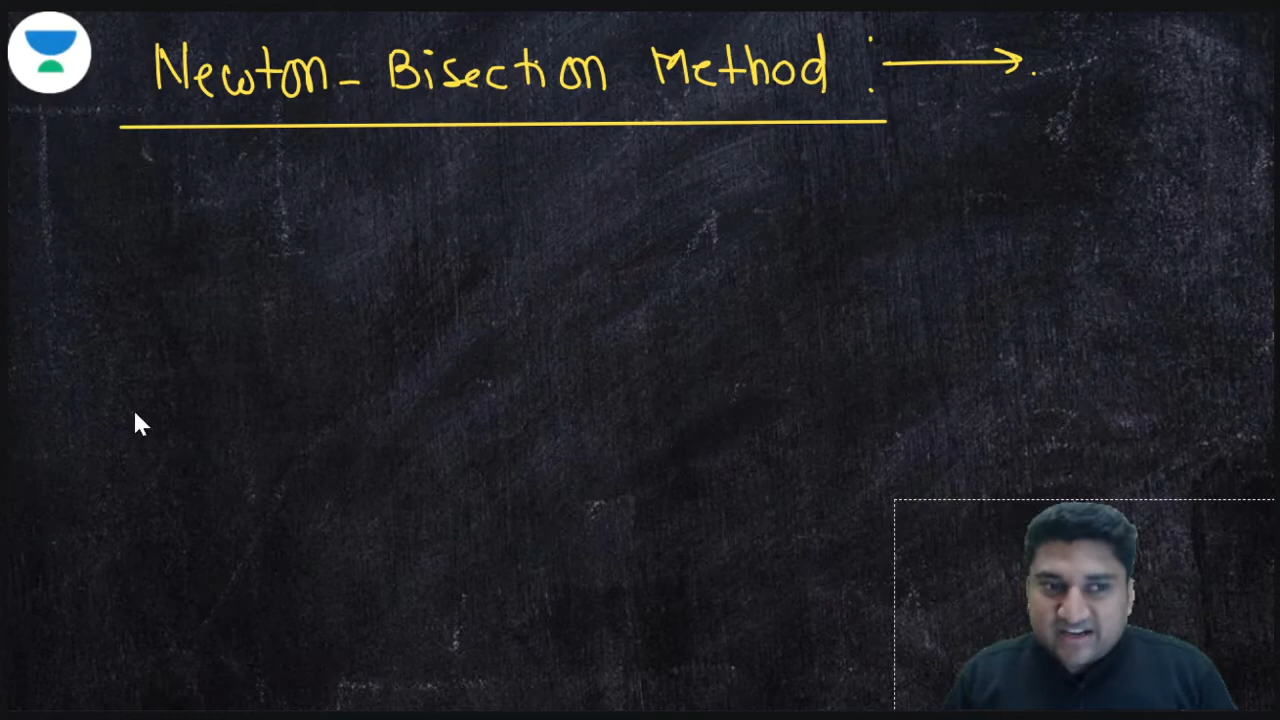 Newton- Bisection Method : →